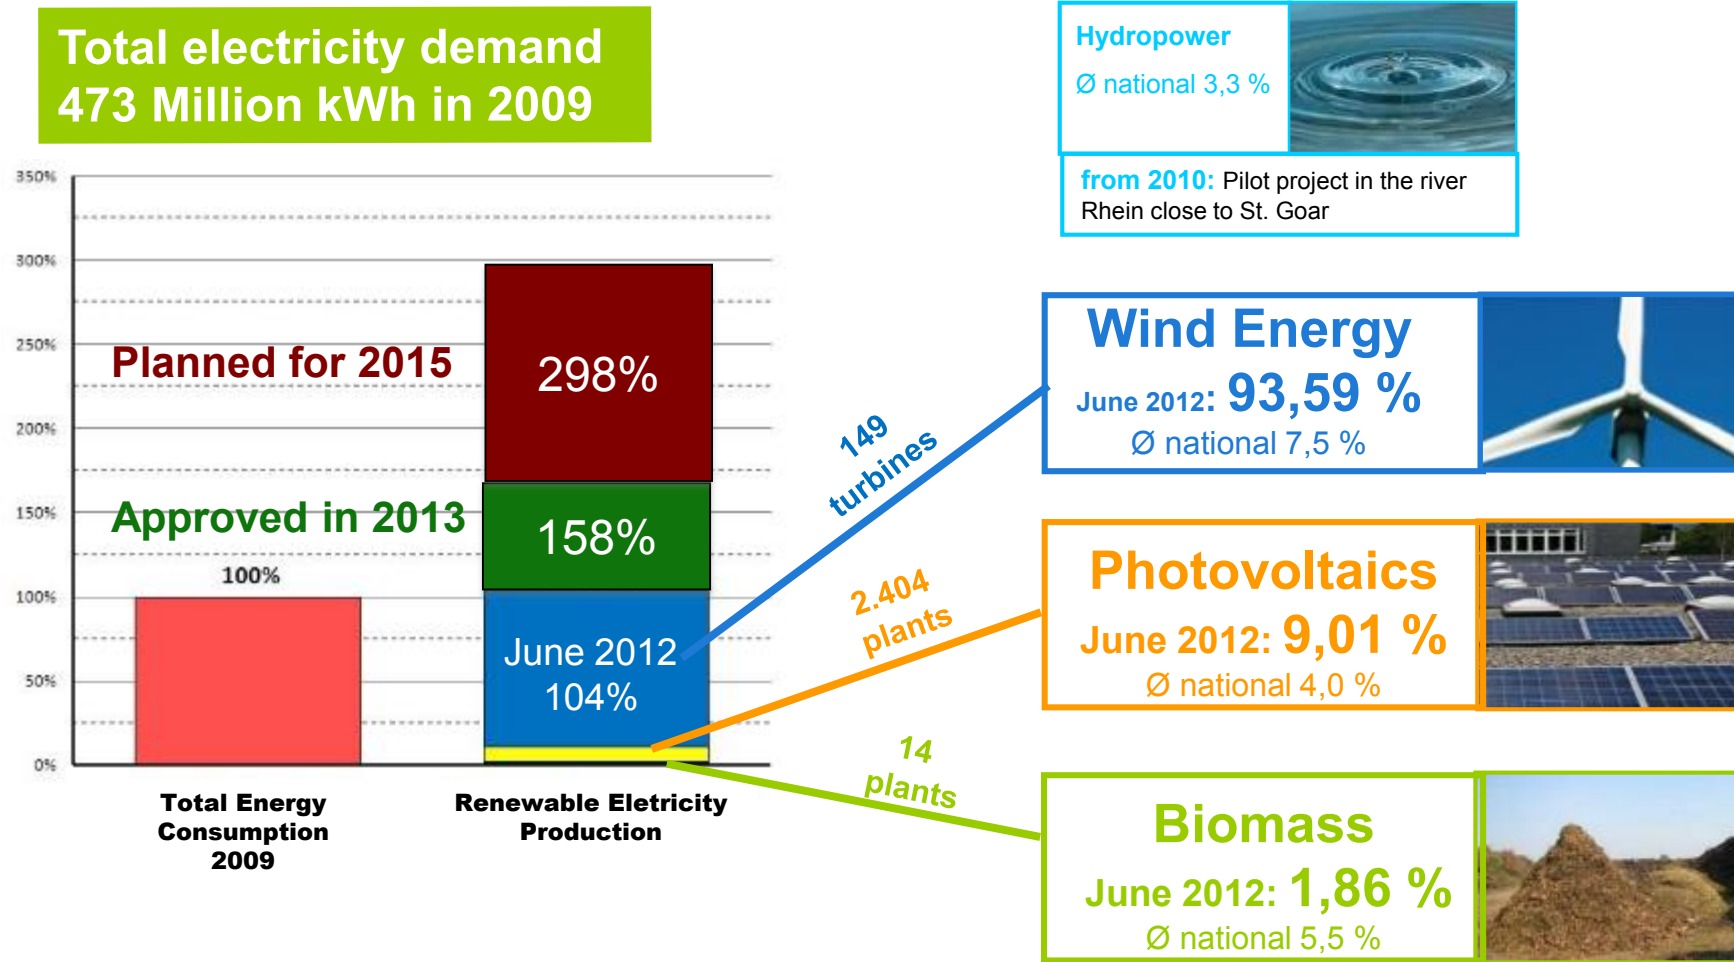 Total electricity demand
473 Million kWh in 2009
350%
300%
250%
200%
150%
100%
50%
0%
Planned for 2015
298%
Approved in 2013
158%
100%
June 2012
104%
Total Energy
Consumption
2009
Renewable Eletricity
Production
149
turbines
2.404
plants
14
plants
Hydropower
Ø national 3,3 %
from 2010: Pilot project in the river
Rhein close to St. Goar
Wind Energy
June 2012: 93,59 %
Ø national 7,5 %
Photovoltaics
June 2012: 9,01 %
Ø national 4,0 %
Biomass
June 2012: 1,86 %
Ø national 5,5 %